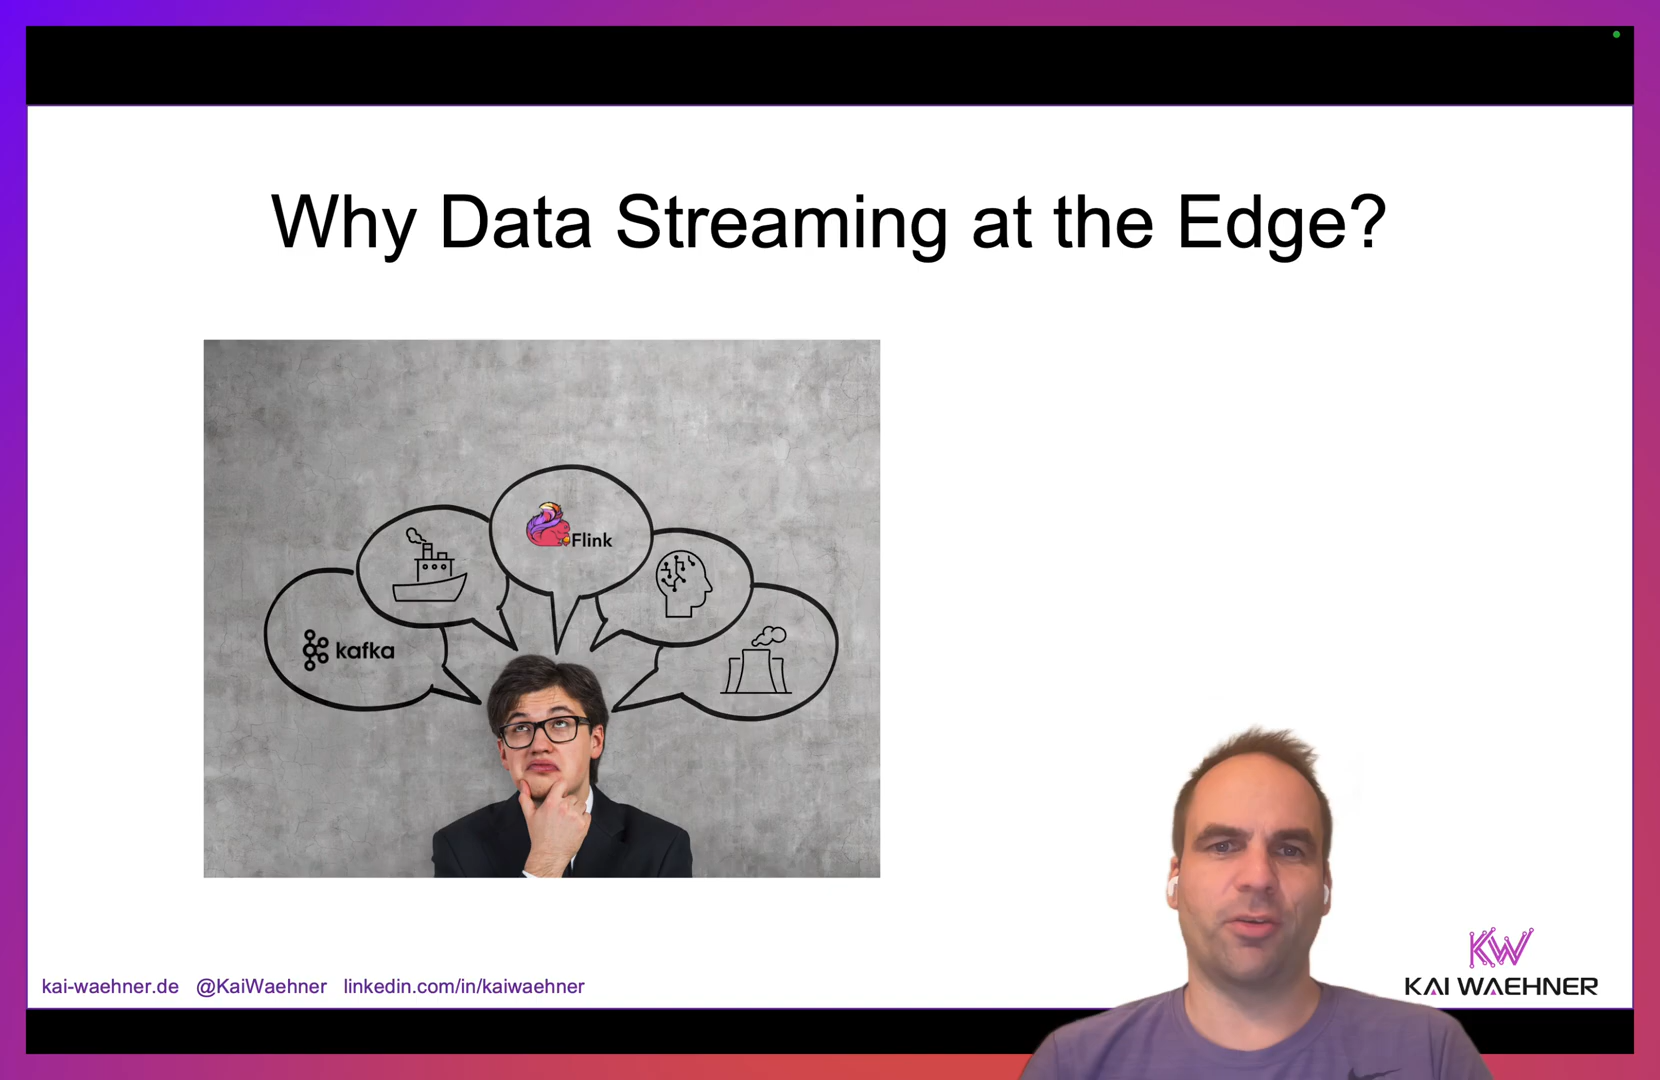 Why Data Streaming at the Edge?
Flink
kafka
kai-waehner.de @KaiWaehner linkedin.com/in/kaiwaehner
KW
KAI WAEHNER